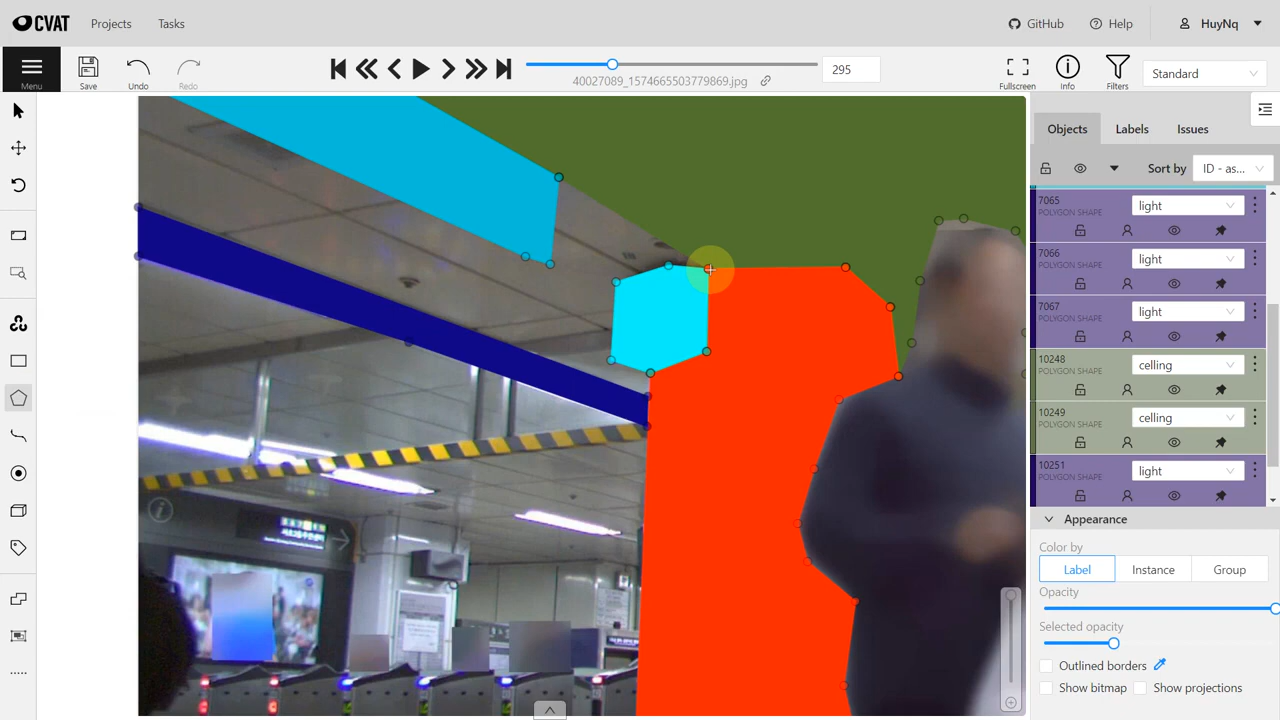 CVAT
Projects
Tasks
GitHub
Help
HuyNq
Menu
Save
Undo
Redo
295
40027089_1574665503779869.jpg
Fullscreen
Info
Filters
Standard
Objects
Labels
Issues
Sort by
ID - as...
7065
POLYGON SHAPE
light
7066
POLYGON SHAPE
light
7067
POLYGON SHAPE
light
10248
POLYGON SHAPE
celling
10249
POLYGON SHAPE
celling
10251
POLYGON SHAPE
light
Appearance
Color by
Label
Instance
Group
Opacity
Selected opacity
Outlined borders
Show bitmap
Show projections